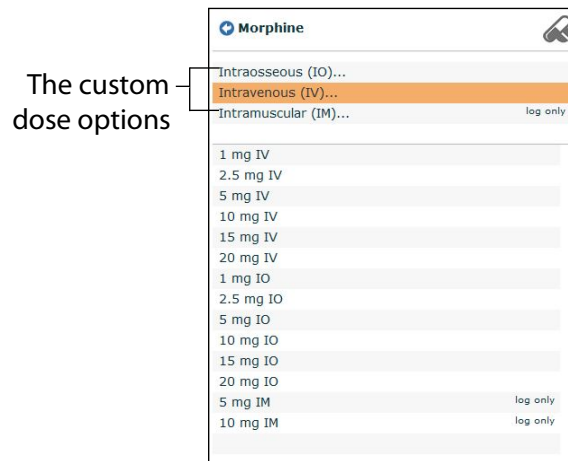 Morphine
The custom
dose options
Intraosseous (IO)...
Intravenous (IV)...
Intramuscular (IM)... log only
1 mg IV
2.5 mg IV
5 mg IV
10 mg IV
15 mg IV
20 mg IV
1 mg IO
2.5 mg IO
5 mg IO
10 mg IO
15 mg IO
20 mg IO
5 mg IM log only
10 mg IM log only